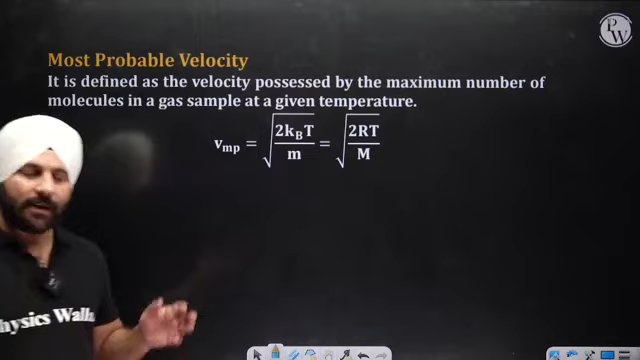 PW
Most Probable Velocity
It is defined as the velocity possessed by the maximum number of
molecules in a gas sample at a given temperature.
v_mp = √(2k_BT/m) = √(2RT/M)
hysics Walla